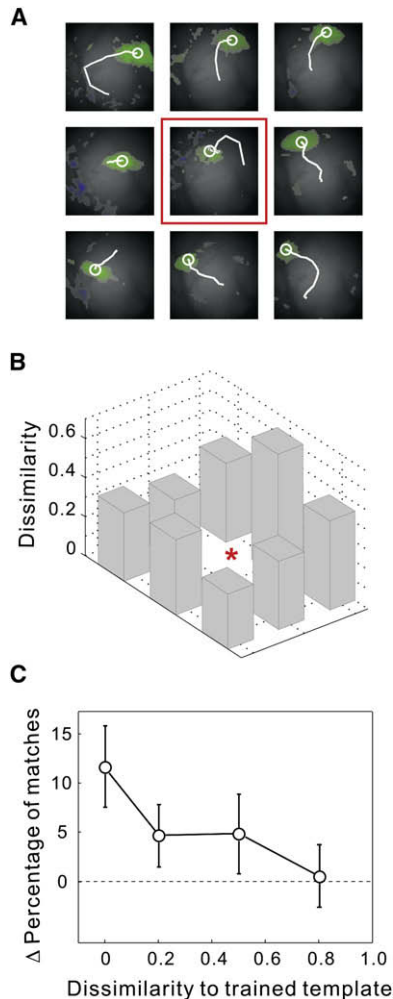 A
B
Dissimilarity
0.6
0.4
0.2
0
*
C
Δ Percentage of matches
15
10
5
0
0 0.2 0.4 0.6 0.8 1.0
Dissimilarity to trained template